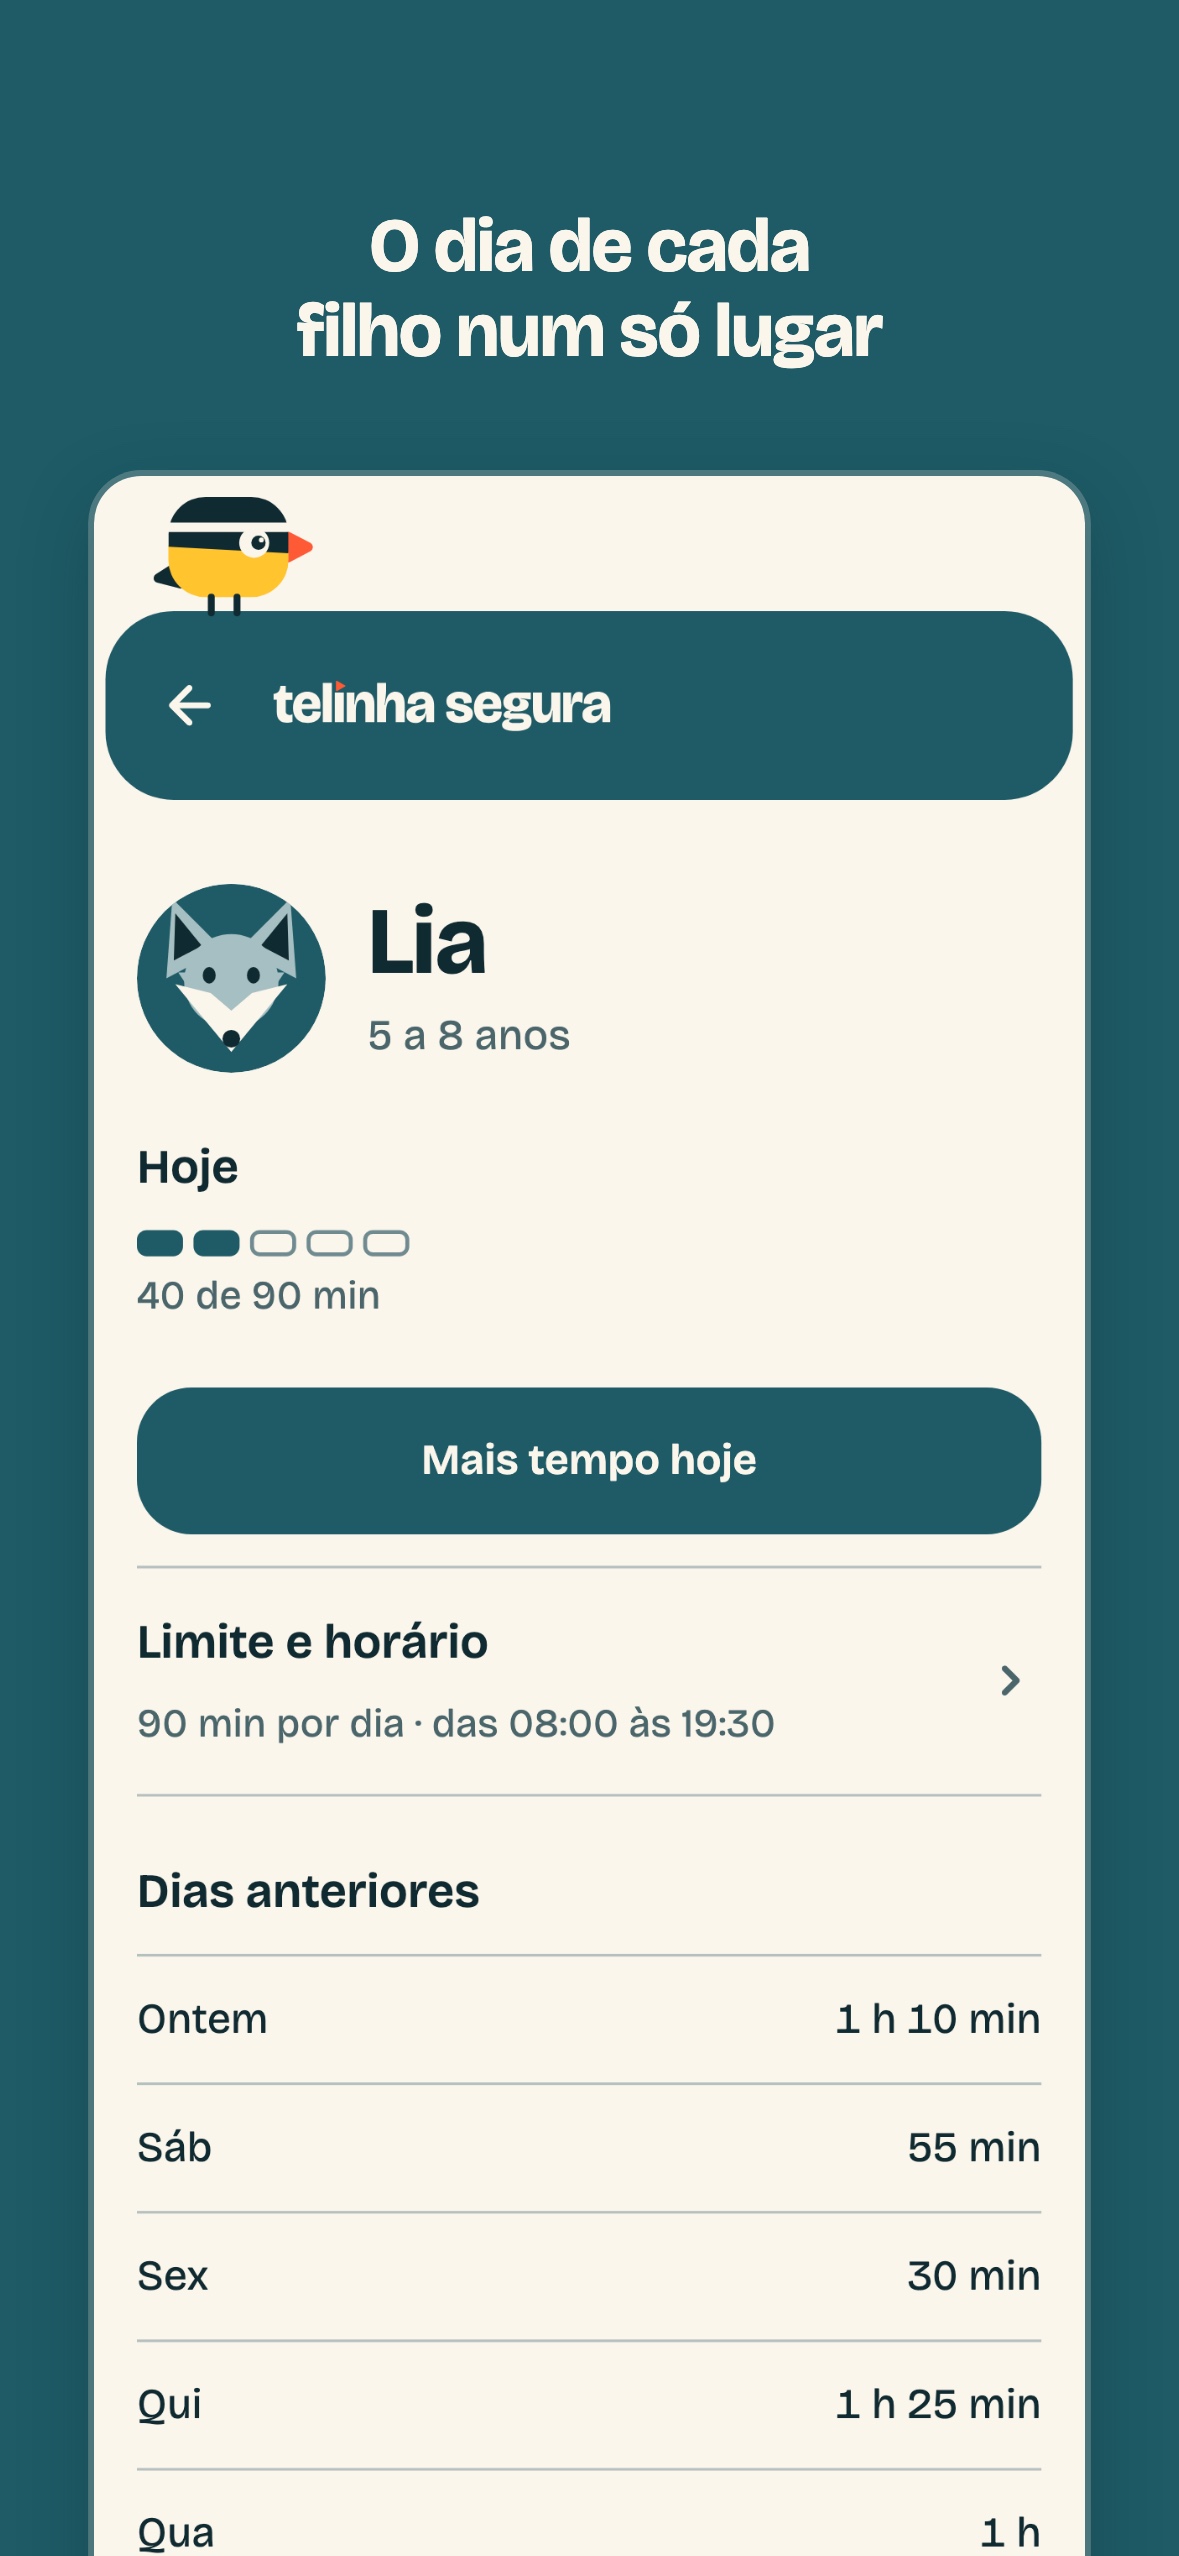 O dia de cada
filho num só lugar
telinha segura
Lia
5 a 8 anos
Hoje
40 de 90 min
Mais tempo hoje
Limite e horário
90 min por dia · das 08:00 às 19:30
Dias anteriores
Ontem 1 h 10 min
Sáb 55 min
Sex 30 min
Qui 1 h 25 min
Qua 1 h